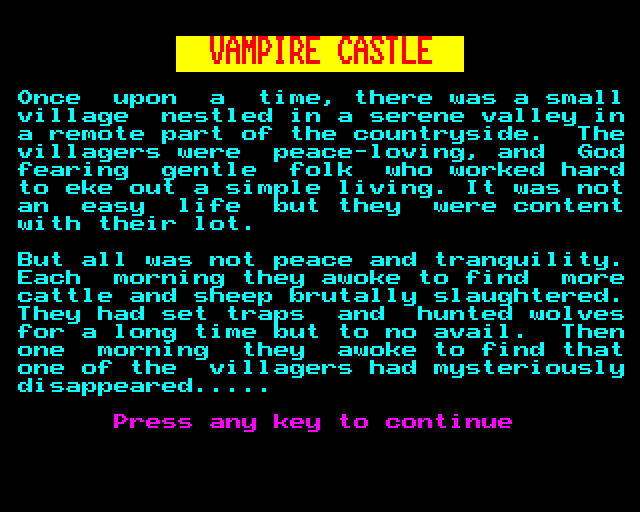 VAMPIRE CASTLE
Once  upon  a  time, there was a small
village  nestled in a serene valley in
a remote part of the countryside.  The
villagers were  peace-loving, and  God
fearing  gentle  folk  who worked hard
to eke out a simple living. It was not
an  easy  life  but they  were content
with their lot.
But all was not peace and tranquility.
Each  morning they awoke to find  more
cattle and sheep brutally slaughtered.
They had set traps  and  hunted wolves
for a long time but to no avail.  Then
one  morning  they  awoke to find that
one of the  villagers had mysteriously
disappeared.....
Press any key to continue